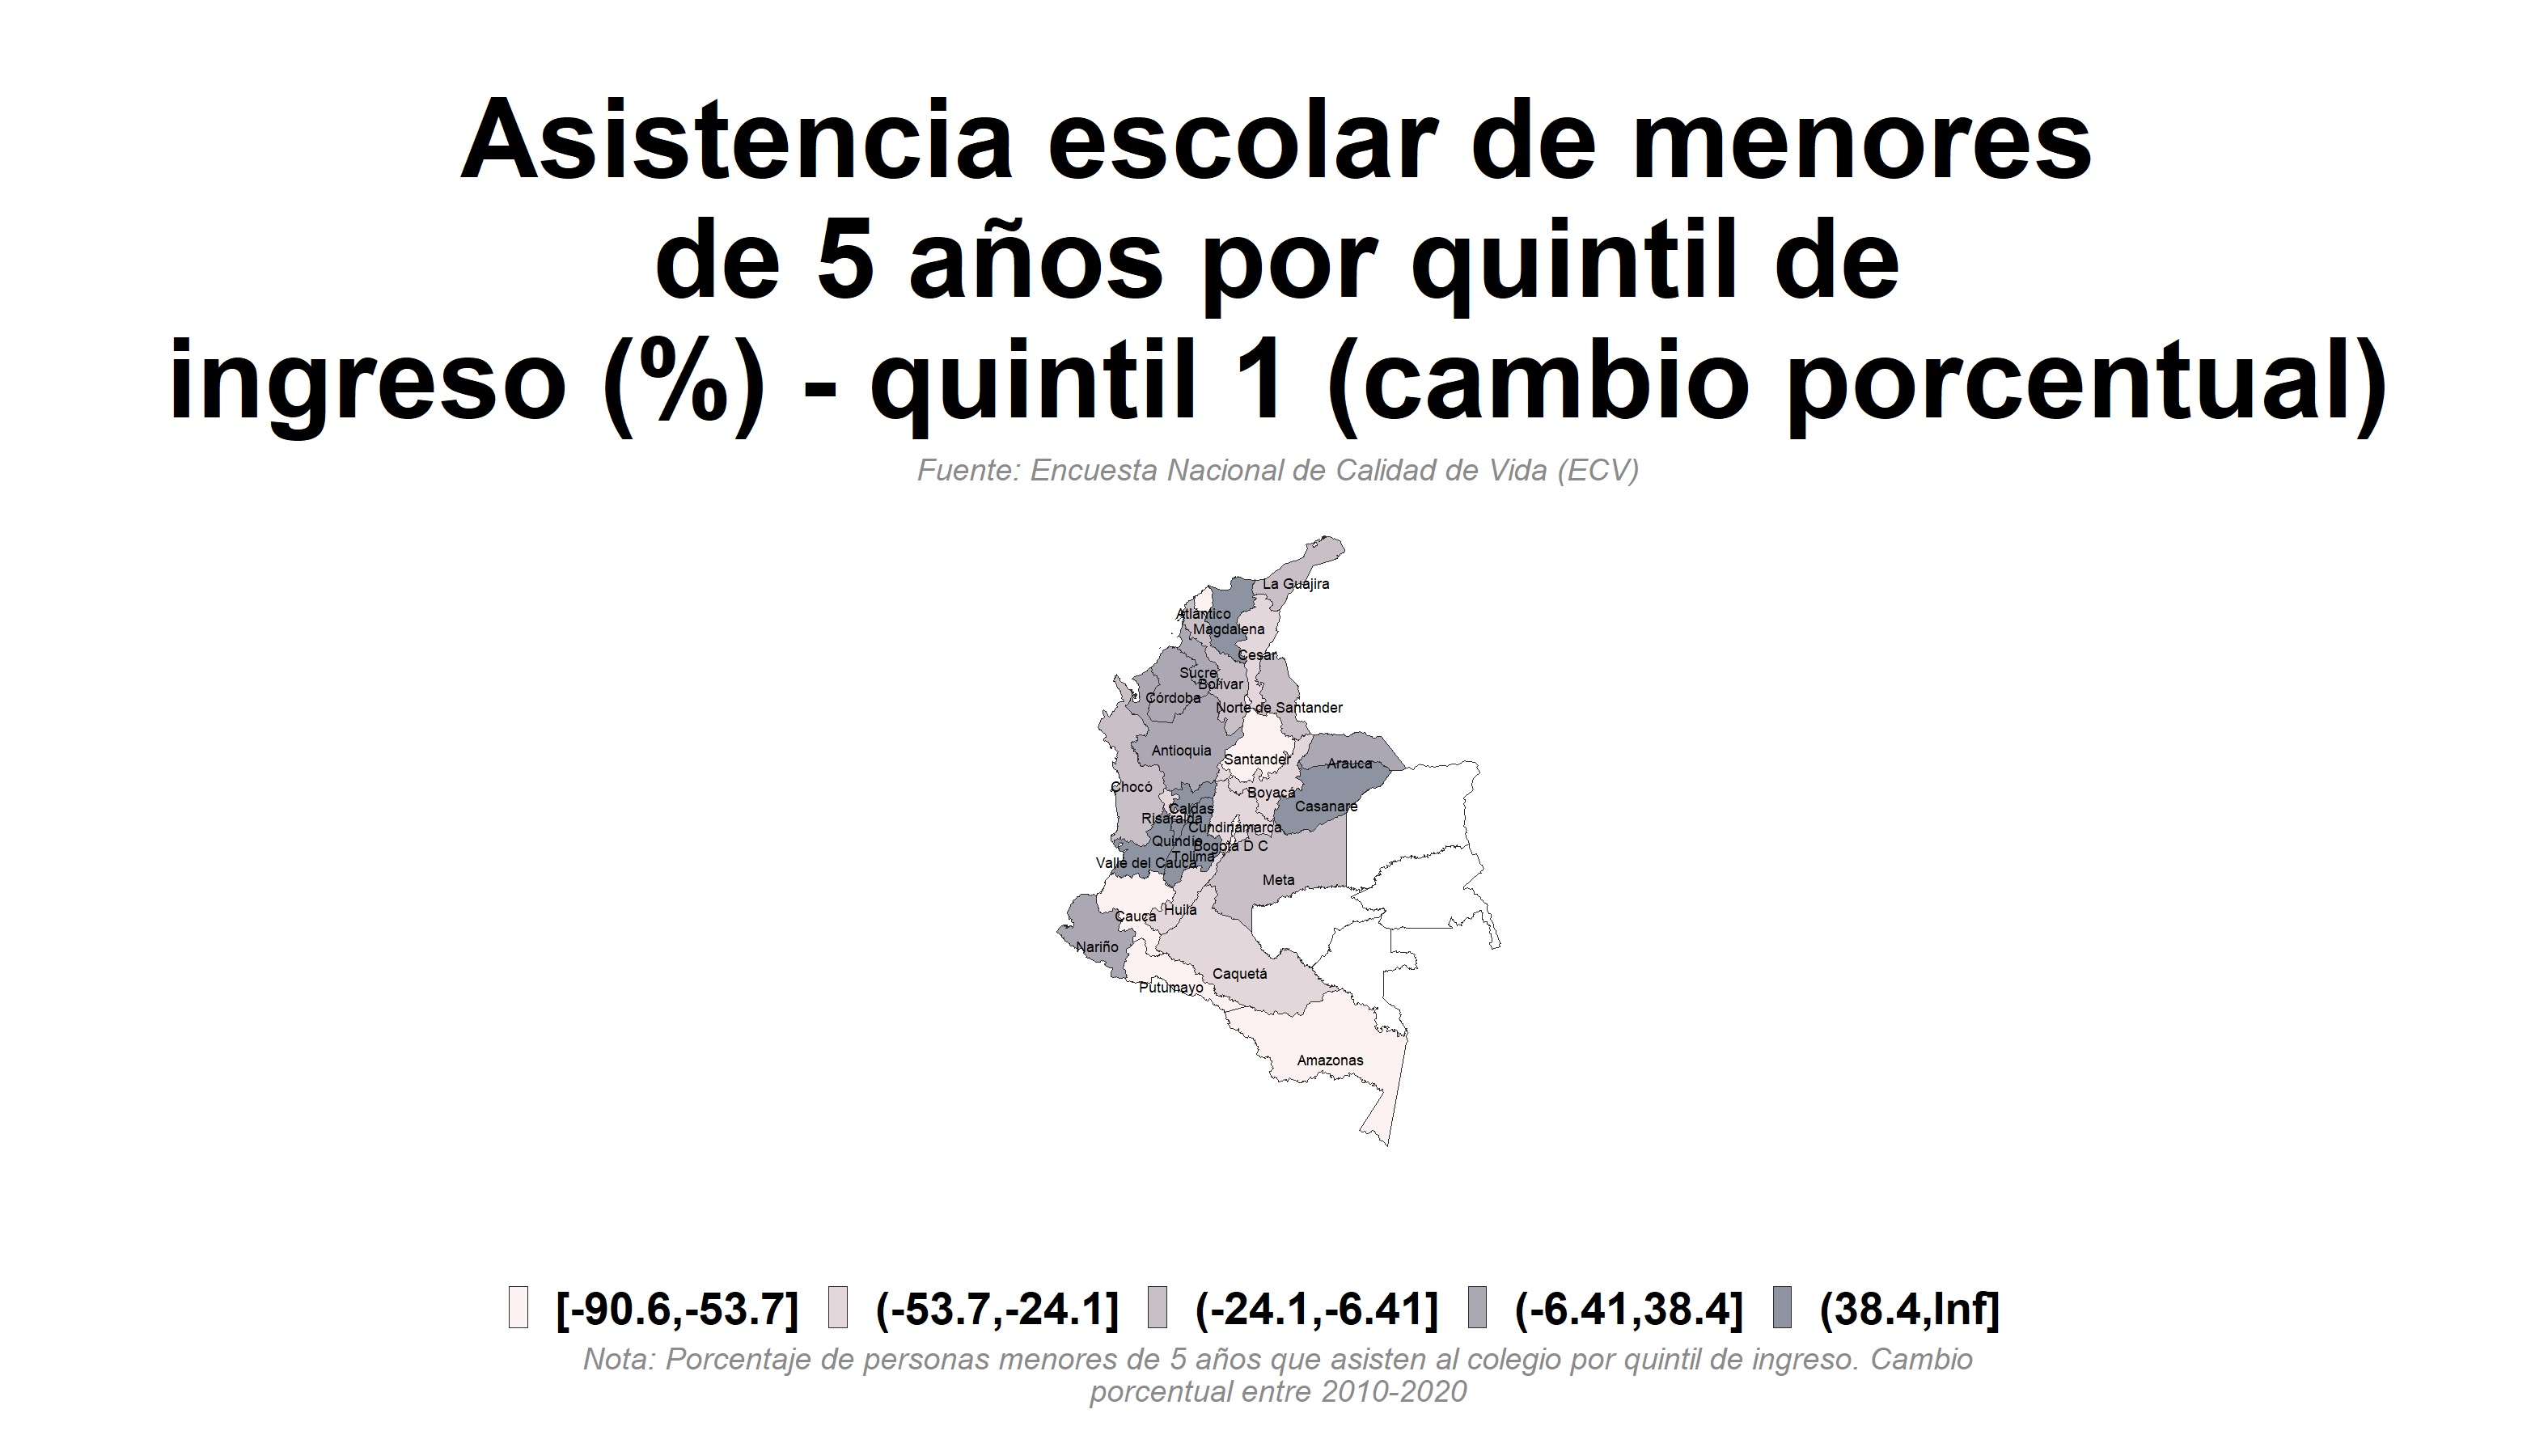 Asistencia escolar de menores
de 5 años por quintil de
ingreso (%) - quintil 1 (cambio porcentual)
Fuente: Encuesta Nacional de Calidad de Vida (ECV)
La Guajira
Atlántico
Magdalena
Cesar
Sucre
Bolívar
Córdoba
Norte de Santander
Antioquia
Santander
Arauca
Chocó
Boyacá
Casanare
Caldas
Risaralda
Cundinamarca
Quindío
Bogotá D C
Tolima
Valle del Cauca
Meta
Huila
Cauca
Nariño
Caquetá
Putumayo
Amazonas
[-90.6,-53.7] (-53.7,-24.1] (-24.1,-6.41] (-6.41,38.4] (38.4,Inf]
Nota: Porcentaje de personas menores de 5 años que asisten al colegio por quintil de ingreso. Cambio
porcentual entre 2010-2020